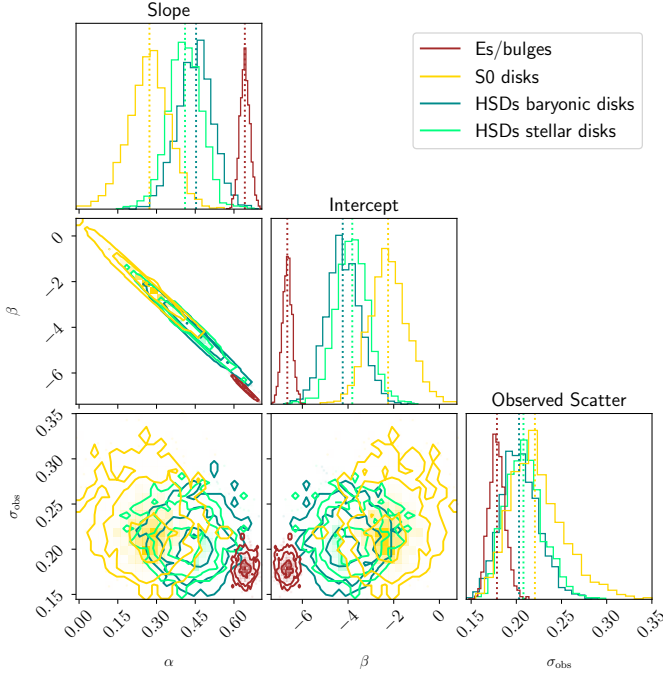 Slope
Es/bulges
S0 disks
HSDs baryonic disks
HSDs stellar disks
Intercept
0
−2
−4
−6
β
Observed Scatter
0.35
0.30
0.25
0.20
0.15
σobs
0.00 0.15 0.30 0.45 0.60
α
−6 −4 −2 0
β
0.15 0.20 0.25 0.30 0.35
σobs